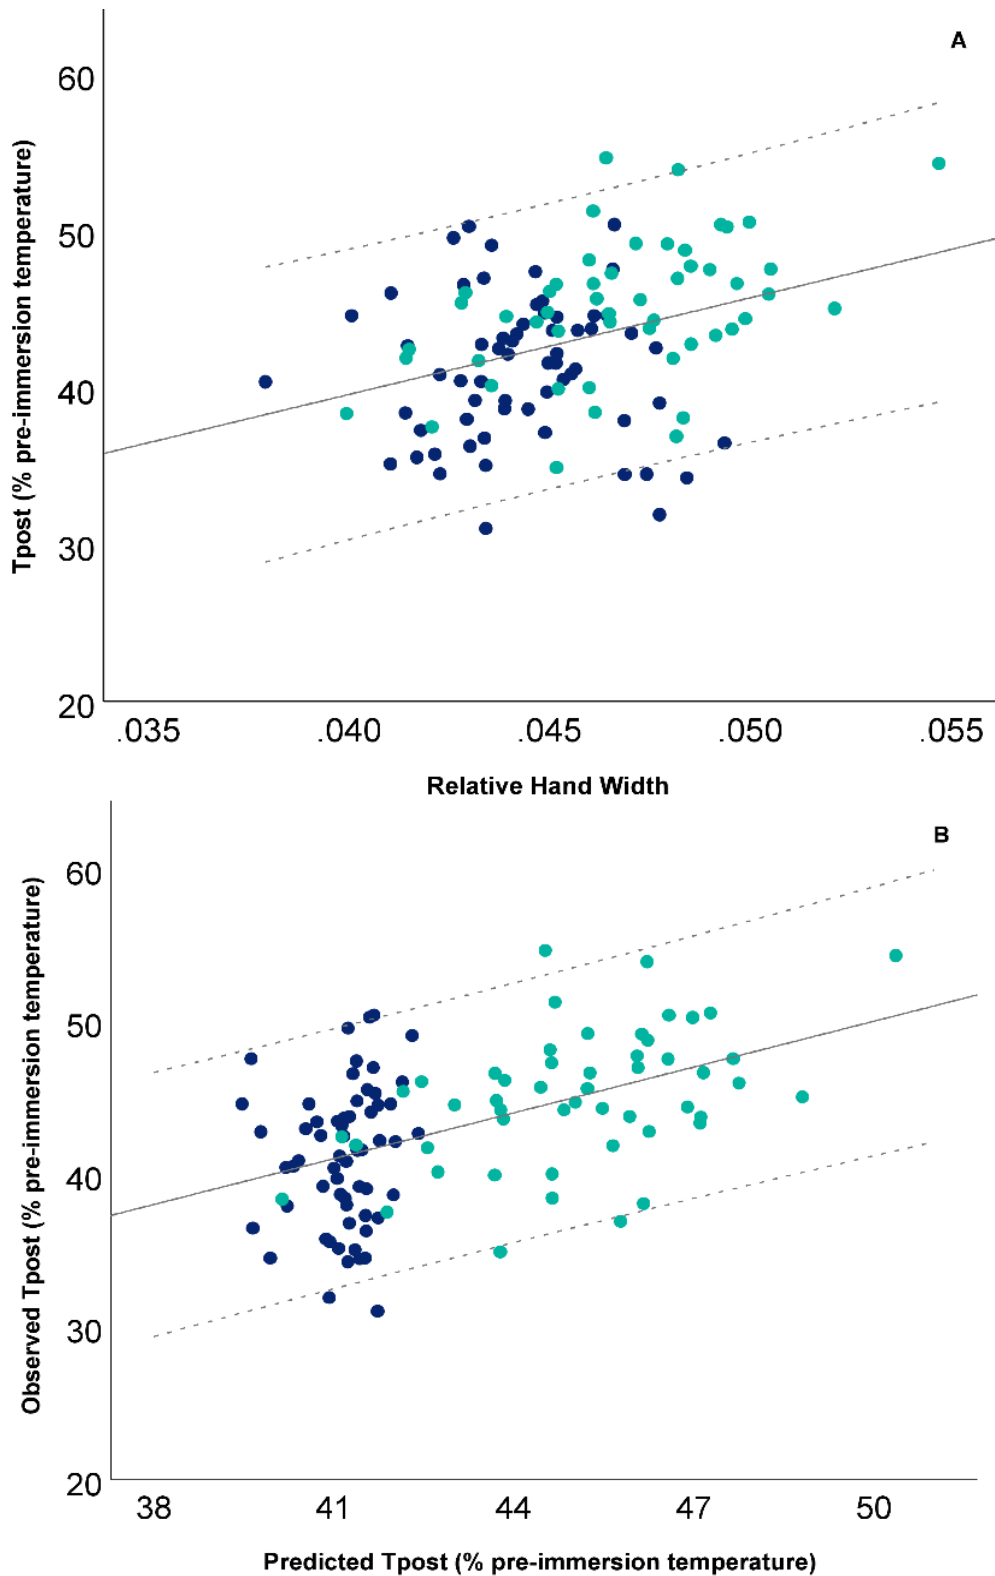 A
60
50
40
30
20
Tpost (% pre-immersion temperature)
.035 .040 .045 .050 .055
Relative Hand Width
B
60
50
40
30
20
Observed Tpost (% pre-immersion temperature)
38 41 44 47 50
Predicted Tpost (% pre-immersion temperature)